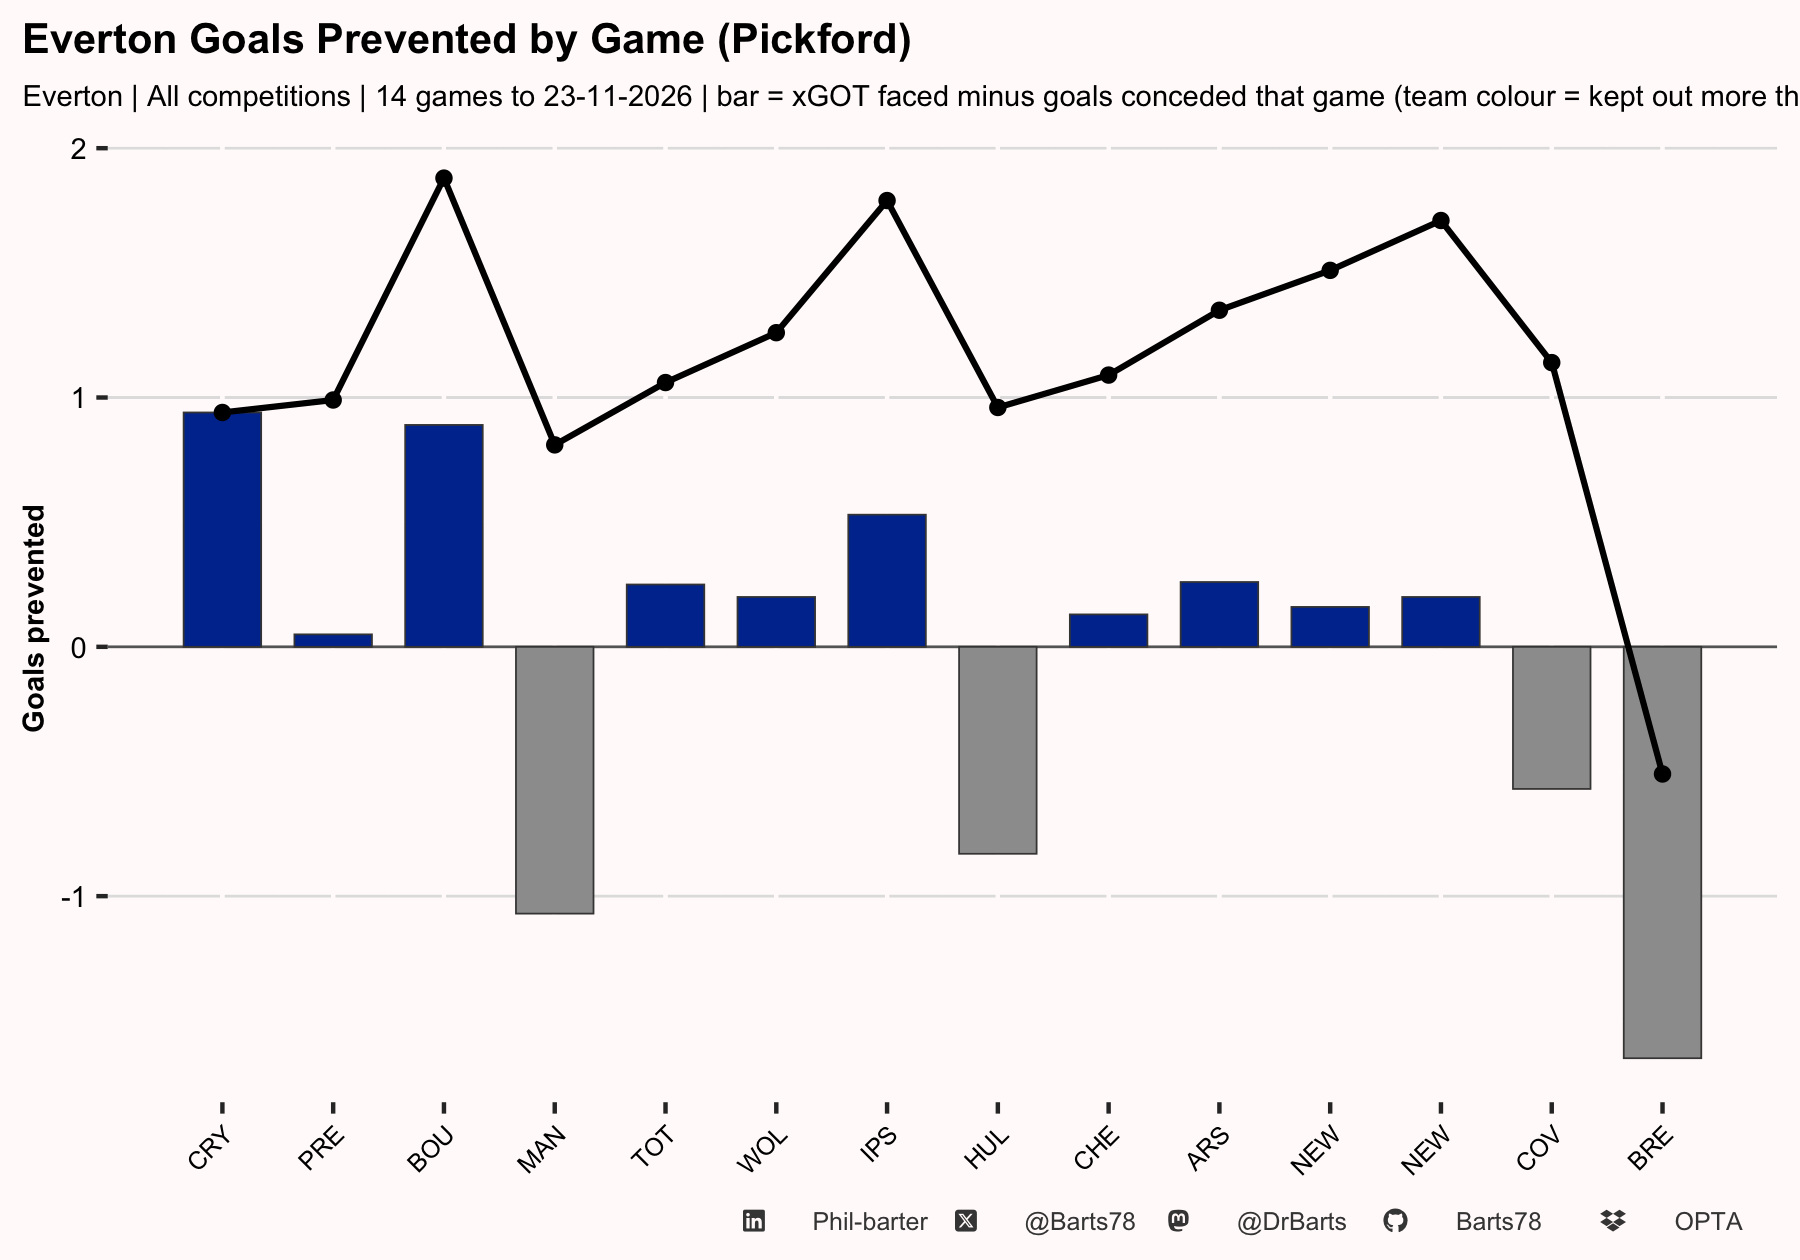 Everton Goals Prevented by Game (Pickford)
Everton | All competitions | 14 games to 23-11-2026 | bar = xGOT faced minus goals conceded that game (team colour = kept out more th
2
1
0
-1
Goals prevented
CRY PRE BOU MAN TOT WOL IPS HUL CHE ARS NEW NEW COV BRE
Phil-barter @Barts78 @DrBarts Barts78 OPTA